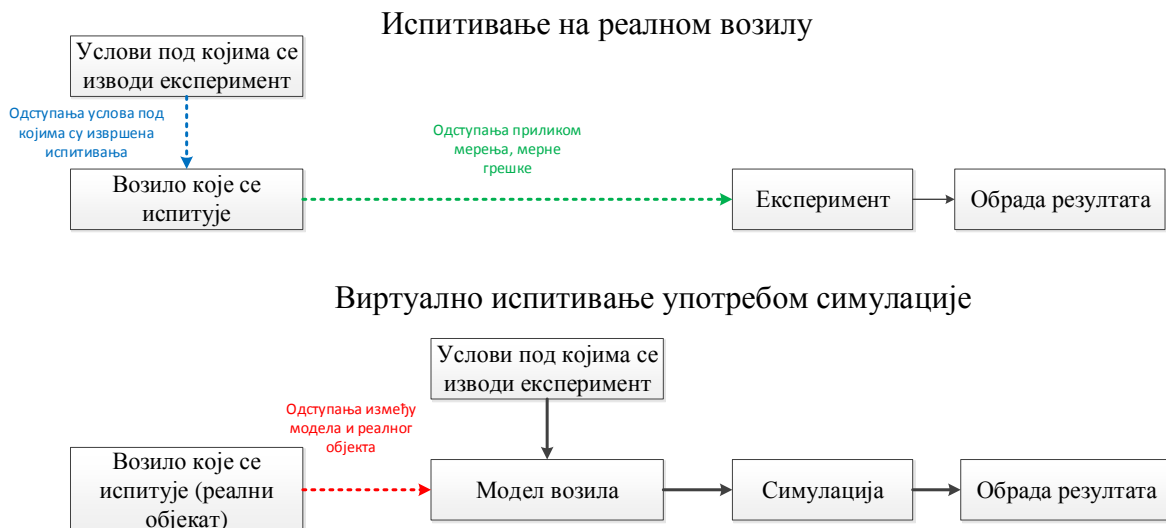 Испитивање на реалном возилу
Услови под којима се
изводи експеримент
Одступања услова под
којима су извршена
испитивања
Одступања приликом
мерења, мерне
грешке
Возило које се
испитује
Експеримент
Обрада резултата
Виртуално испитивање употребом симулације
Услови под којима се
изводи експеримент
Одступања између
модела и реалног
објекта
Возило које се
испитује (реални
објекат)
Модел возила
Симулација
Обрада резултата